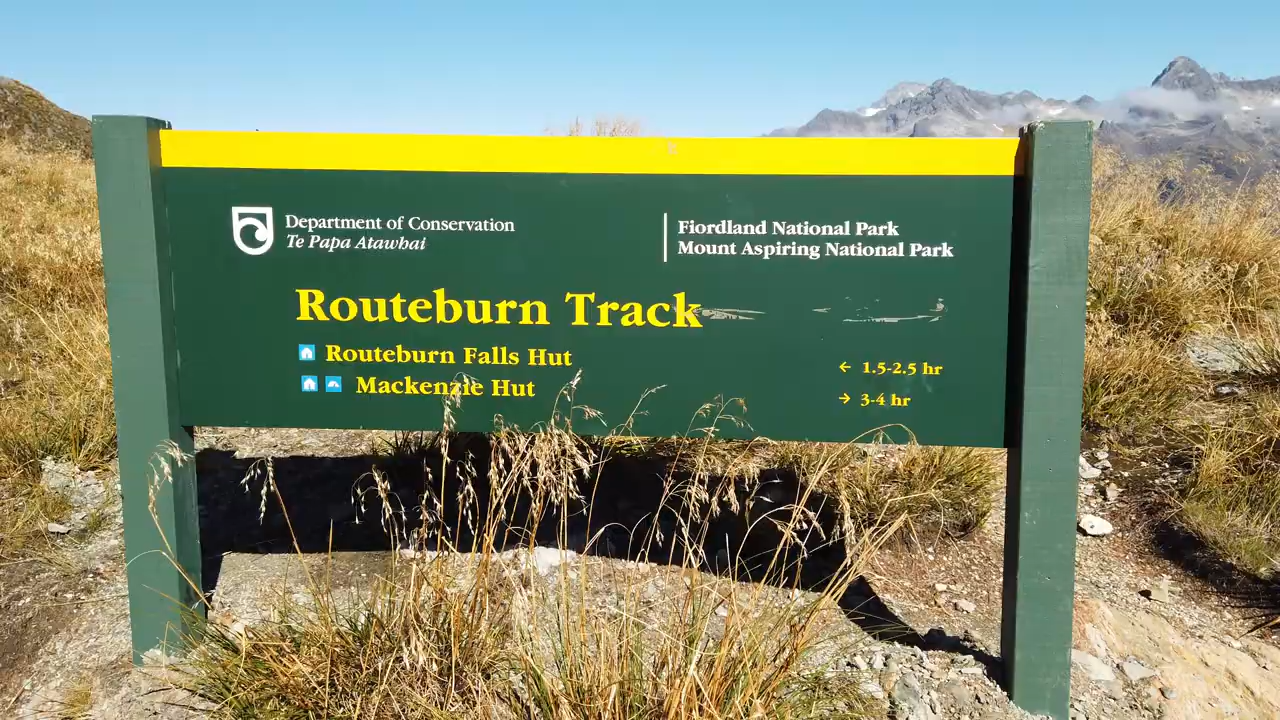 Department of Conservation
Te Papa Atawhai
Fiordland National Park
Mount Aspiring National Park
Routeburn Track
Routeburn Falls Hut ← 1.5-2.5 hr
Mackenzie Hut → 3-4 hr